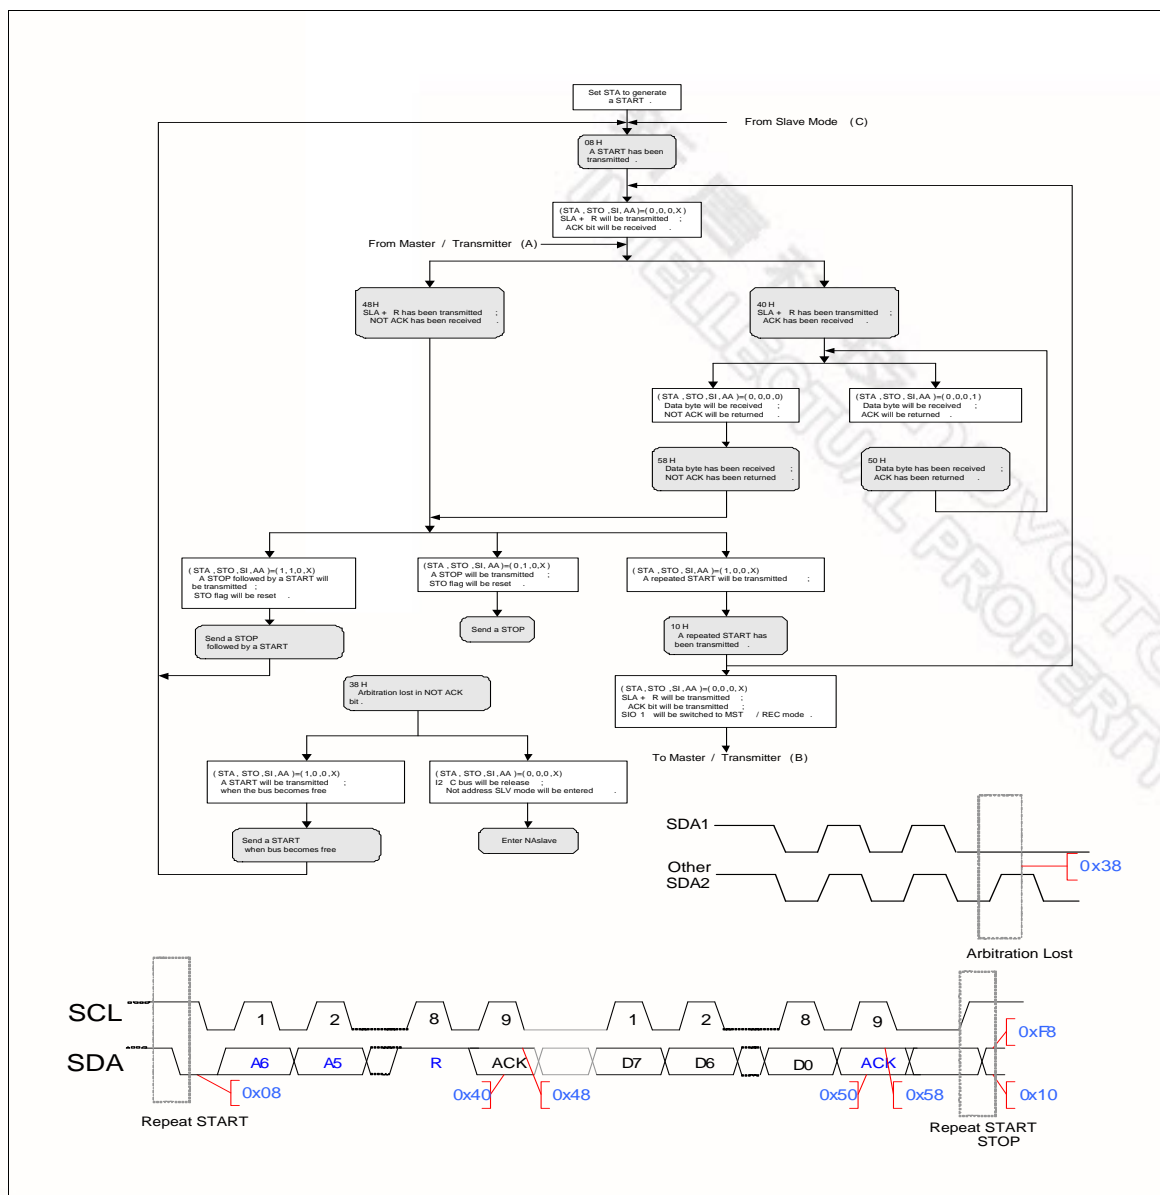 Set STA to generate
a START .
From Slave Mode (C)
08 H
A START has been
transmitted .
(STA,STO,SI,AA)=(0,0,0,X)
SLA + R will be transmitted ;
ACK bit will be received .
From Master / Transmitter (A)
48H
SLA + R has been transmitted ;
NOT ACK has been received .
40 H
SLA + R has been transmitted ;
ACK has been received .
(STA,STO,SI,AA)=(0,0,0,0)
Data byte will be received ;
NOT ACK will be returned .
(STA,STO,SI,AA)=(0,0,0,1)
Data byte will be received ;
ACK will be returned .
58 H
Data byte has been received ;
NOT ACK has been returned .
50 H
Data byte has been received ;
ACK has been returned .
(STA,STO,SI,AA)=(1,1,0,X)
A STOP followed by a START will
be transmitted ;
STO flag will be reset .
(STA,STO,SI,AA)=(0,1,0,X)
A STOP will be transmitted ;
STO flag will be reset .
(STA,STO,SI,AA)=(1,0,0,X)
A repeated START will be transmitted ;
Send a STOP
followed by a START
Send a STOP
10 H
A repeated START has
been transmitted .
38 H
Arbitration lost in NOT ACK
bit .
(STA,STO,SI,AA)=(0,0,0,X)
SLA + R will be transmitted ;
ACK bit will be transmitted ;
SIO 1 will be switched to MST / REC mode .
To Master / Transmitter (B)
(STA,STO,SI,AA)=(1,0,0,X)
A START will be transmitted ;
when the bus becomes free
(STA,STO,SI,AA)=(0,0,0,X)
I2 C bus will be release ;
Not address SLV mode will be entered .
Send a START
when bus becomes free
Enter NAslave
SDA1
Other
SDA2
0x38
Arbitration Lost
SCL
1 2 8 9 1 2 8 9
SDA
A6 A5 R ACK D7 D6 D0 ACK
0xF8
0x08 0x40 0x48 0x50 0x58 0x10
Repeat START
Repeat START
STOP
INTELLECTUAL PROPERTY